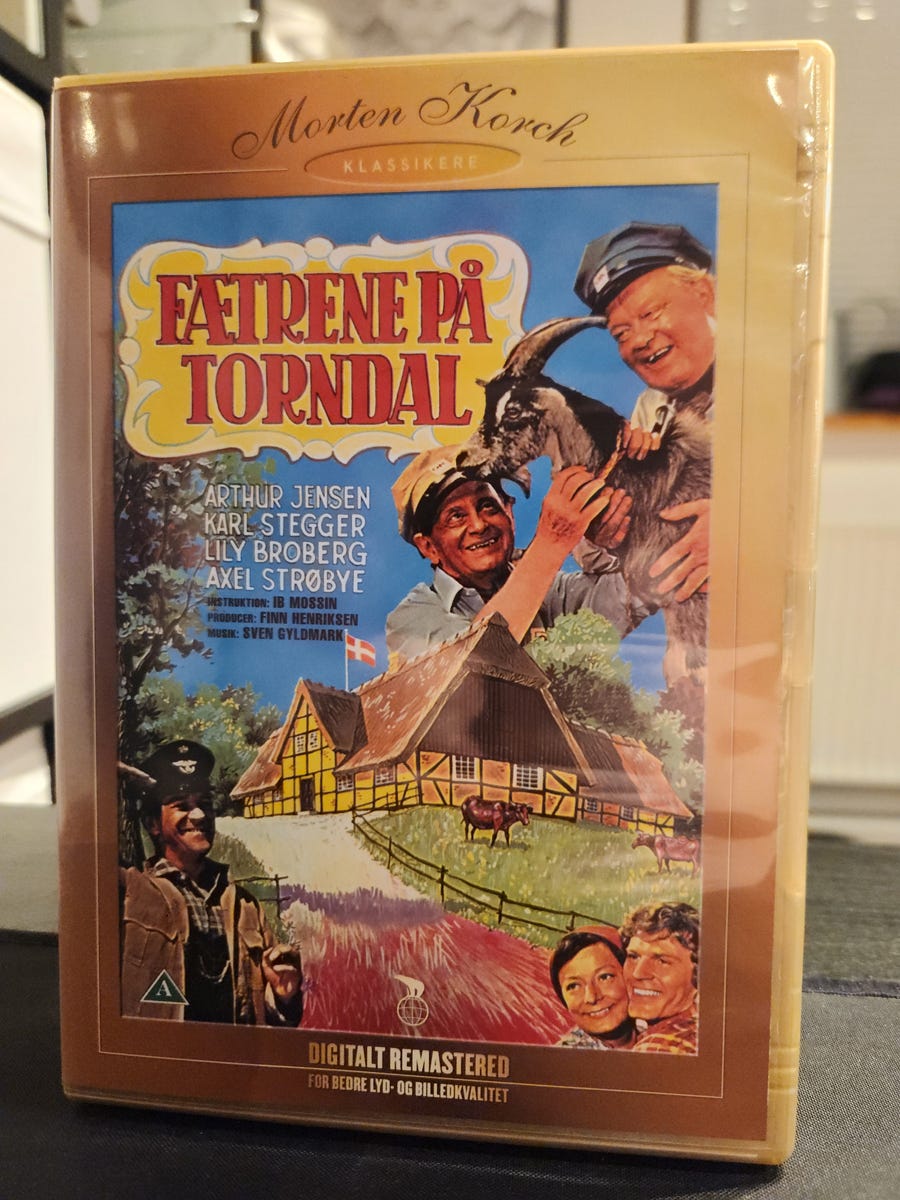 Morten Korch
KLASSIKERE
FÆTRENE PÅ
TORNDAL
ARTHUR JENSEN
KARL STEGGER
LILY BROBERG
AXEL STRØBYE
INSTRUKTION: IB MOSSIN
PRODUCER: FINN HENRIKSEN
MUSIK: SVEN GYLDMARK
A
DIGITALT REMASTERED
FOR BEDRE LYD- OG BILLEDKVALITET